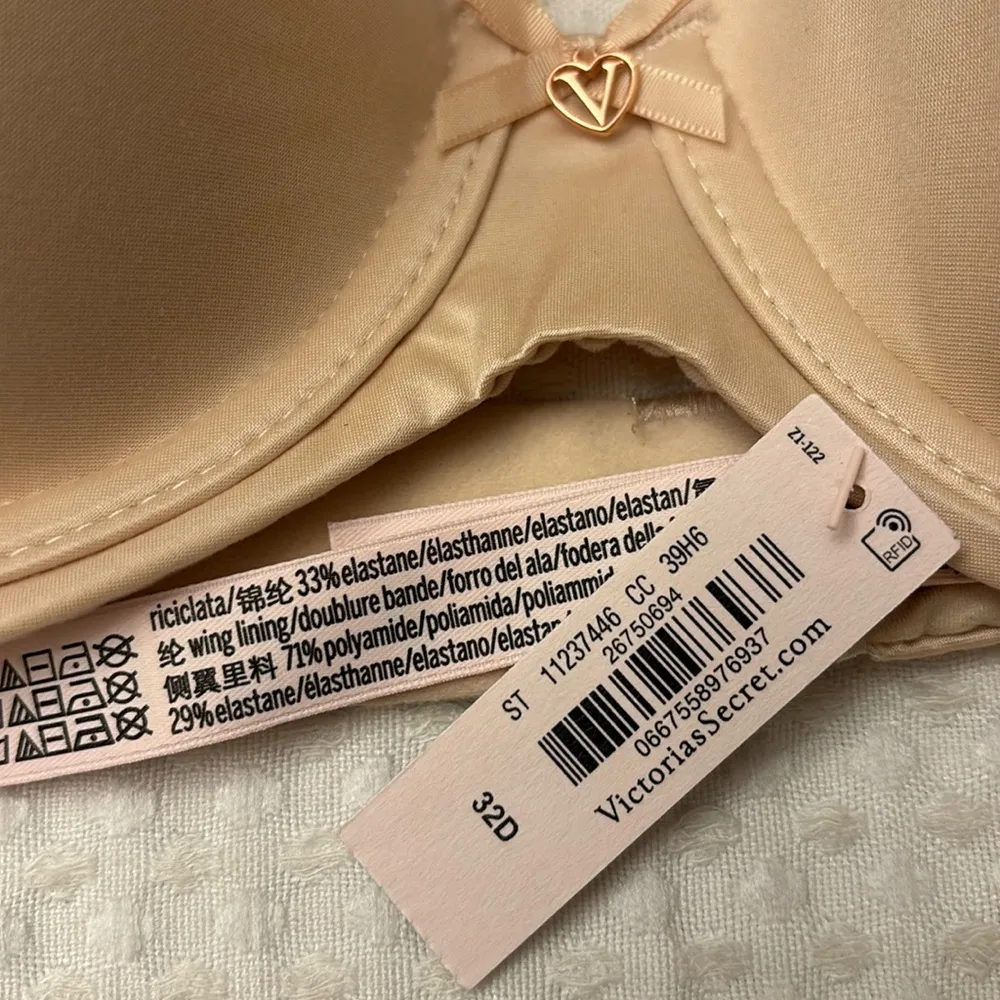 V
Z1-122
RFID
ST 11237446 CC 39H6
26750694
0667558976937
VictoriasSecret.com
32D
riciclata/锦纶 33%elastane/élasthanne/elastano/elastan/氨
纶 wing lining/doublure bande/forro del ala/fodera della
侧翼里料 71%polyamide/poliamida/poliammid
29%elastane/élasthanne/elastano/elastan